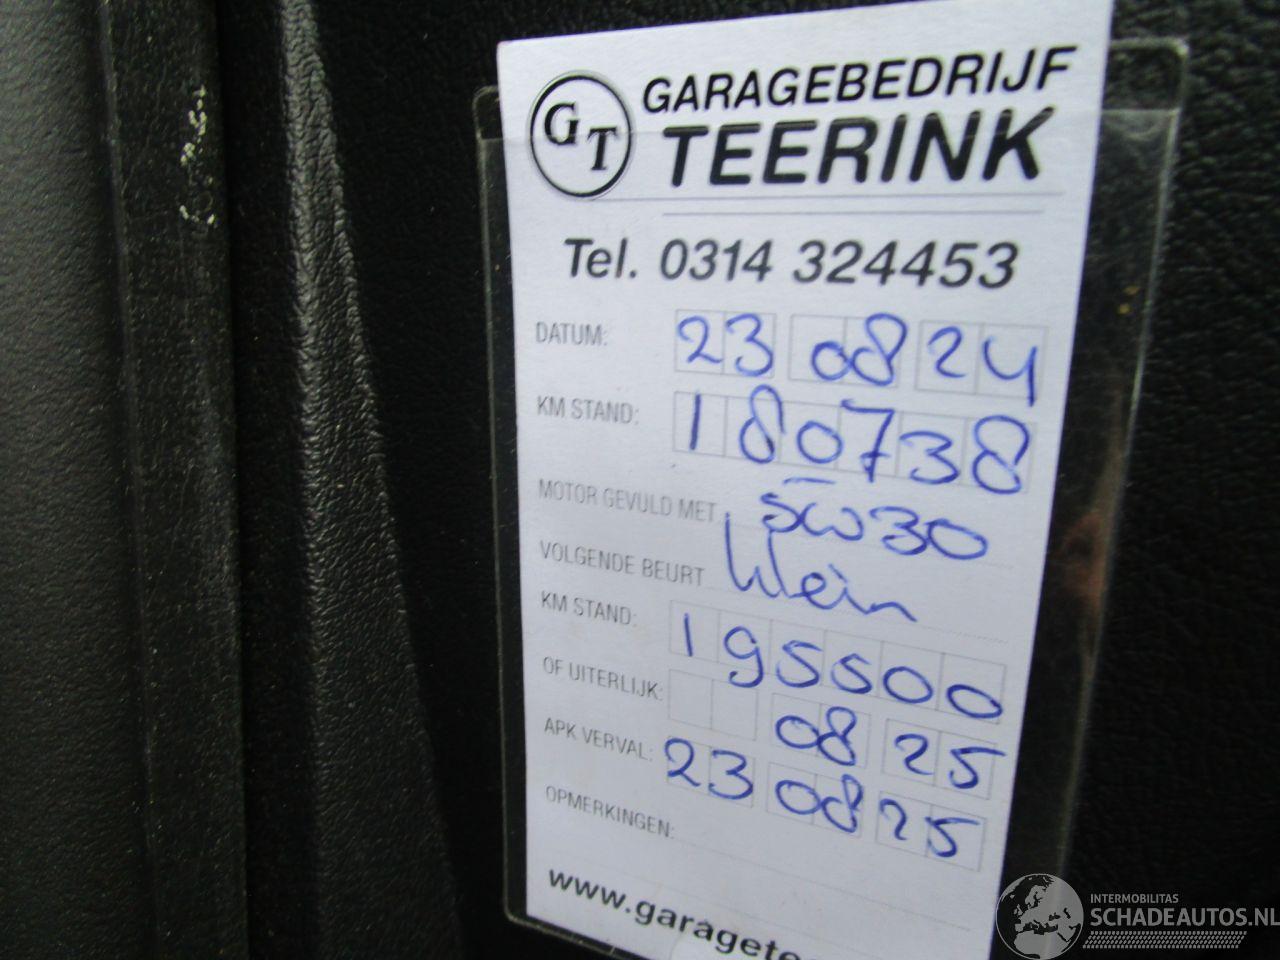 GT GARAGEBEDRIJF
TEERINK
Tel. 0314 324453
DATUM: 23 08 24
KM STAND: 180738
MOTOR GEVULD MET 5W30
VOLGENDE BEURT klein
KM STAND: 195500
OF UITERLIJK: 08 25
APK VERVAL: 23 08 25
OPMERKINGEN:
www.garagete
INTERMOBILITAS
SCHADEAUTOS.NL